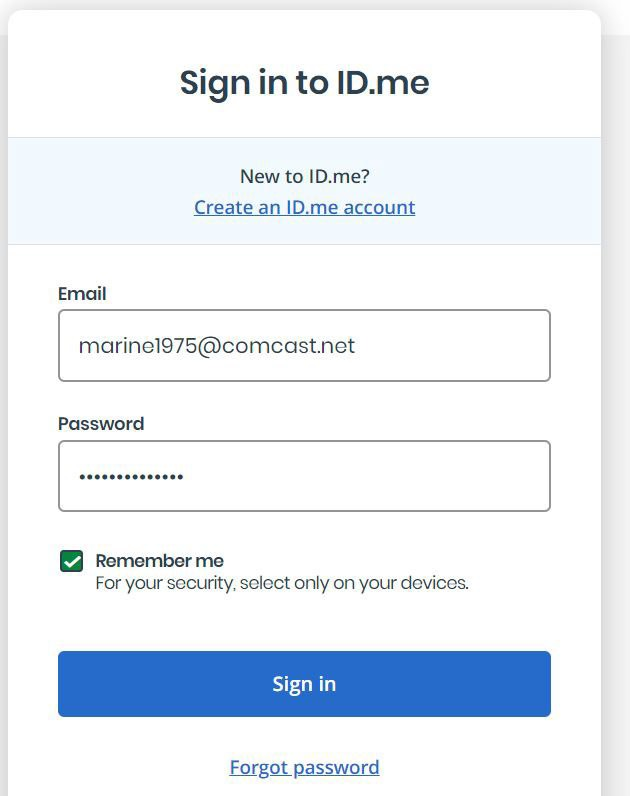 Sign in to ID.me
New to ID.me?
Create an ID.me account
Email
marine1975@comcast.net
Password
••••••••••••••
Remember me
For your security, select only on your devices.
Sign in
Forgot password